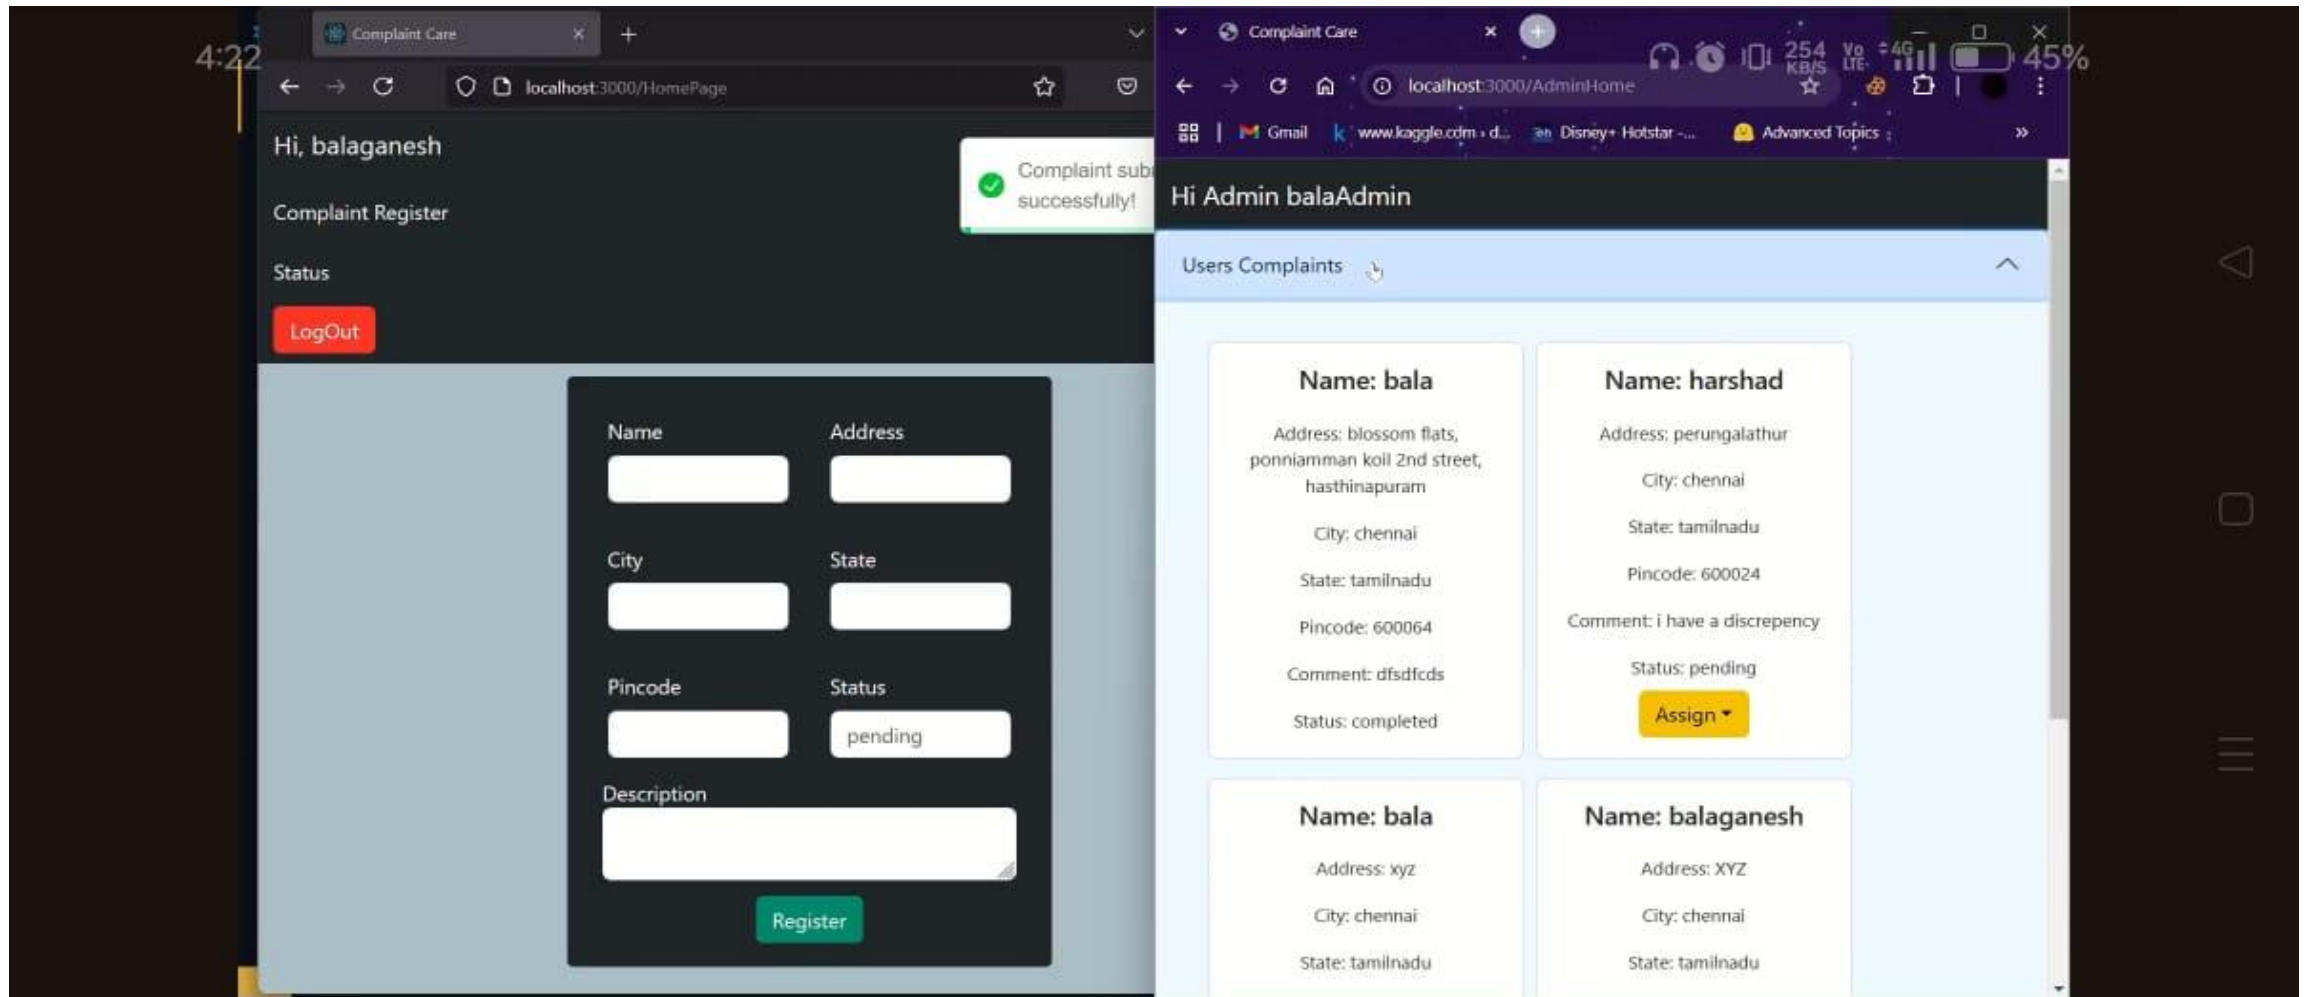 4:22
Complaint Care
localhost:3000/HomePage
Hi, balaganesh
Complaint Register
Status
LogOut
Complaint
successfully!
Name
Address
City
State
Pincode
Status
pending
Description
Register
Complaint Care
254
KB/S
Vo
LTE
4G
45%
localhost:3000/AdminHome
Gmail
www.kaggle.com › d...
Disney+ Hotstar -...
Advanced Topics
»
Hi Admin balaAdmin
Users Complaints
Name: bala
Address: blossom flats,
ponniamman koil 2nd street,
hasthinapuram
City: chennai
State: tamilnadu
Pincode: 600064
Comment: dfsdfcds
Status: completed
Name: harshad
Address: perungalathur
City: chennai
State: tamilnadu
Pincode: 600024
Comment: i have a discrepency
Status: pending
Assign
Name: bala
Address: xyz
City: chennai
State: tamilnadu
Name: balaganesh
Address: XYZ
City: chennai
State: tamilnadu